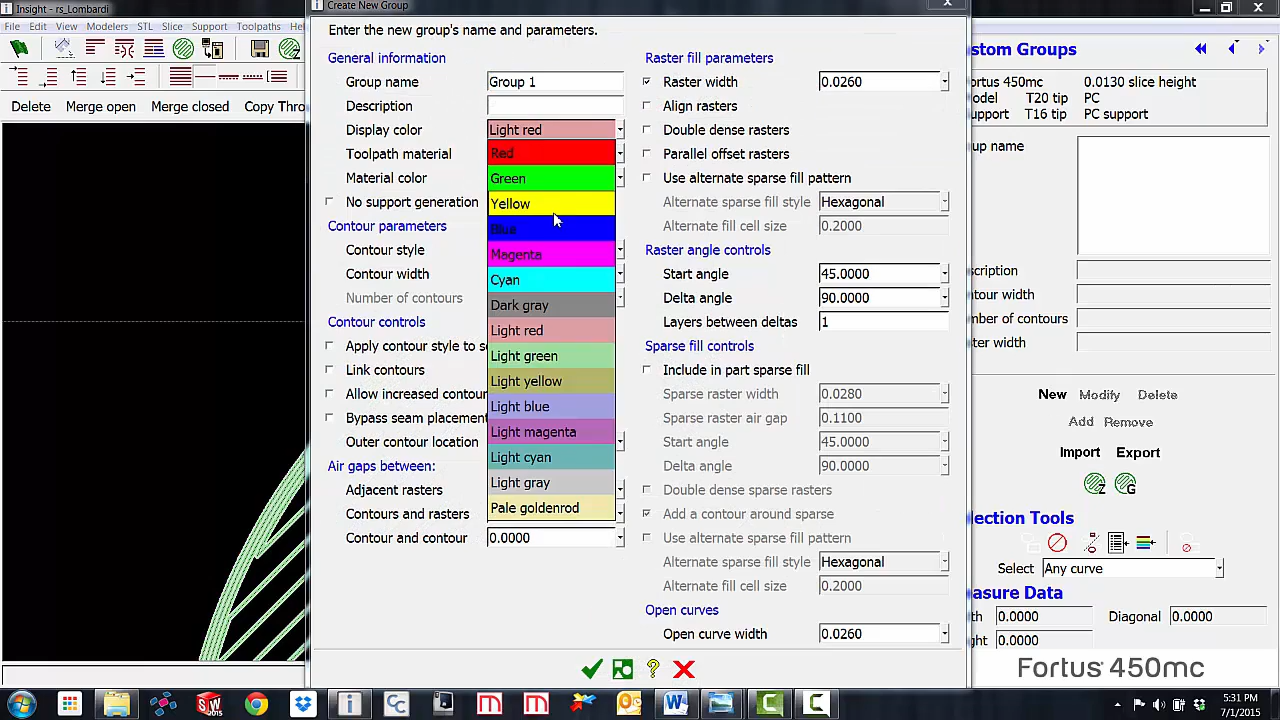 Insight - rs_Lombardi
File Edit View Modelers STL Slice Support Toolpaths
Delete Merge open Merge closed Copy Thro
Create New Group
Enter the new group's name and parameters.
General information
Group name Group 1
Description
Display color Light red
Toolpath material
Material color
No support generation
Contour parameters
Contour style
Contour width
Number of contours
Contour controls
Apply contour style to s
Link contours
Allow increased contour
Bypass seam placement
Outer contour location
Air gaps between:
Adjacent rasters
Contours and rasters
Contour and contour 0.0000
Red
Green
Yellow
Blue
Magenta
Cyan
Dark gray
Light red
Light green
Light yellow
Light blue
Light magenta
Light cyan
Light gray
Pale goldenrod
Raster fill parameters
Raster width 0.0260
Align rasters
Double dense rasters
Parallel offset rasters
Use alternate sparse fill pattern
Alternate sparse fill style Hexagonal
Alternate fill cell size 0.2000
Raster angle controls
Start angle 45.0000
Delta angle 90.0000
Layers between deltas 1
Sparse fill controls
Include in part sparse fill
Sparse raster width 0.0280
Sparse raster air gap 0.1100
Start angle 45.0000
Delta angle 90.0000
Double dense sparse rasters
Add a contour around sparse
Use alternate sparse fill pattern
Alternate sparse fill style Hexagonal
Alternate fill cell size 0.2000
Open curves
Open curve width 0.0260
stom Groups
Fortus 450mc 0.0130 slice height
odel T20 tip PC
upport T16 tip PC support
oup name
scription
ntour width
mber of contours
ster width
New Modify Delete
Add Remove
Import Export
Z G
lection Tools
Select Any curve
asure Data
th 0.0000 Diagonal 0.0000
ght 0.0000
Fortus 450mc
5:31 PM
7/1/2015